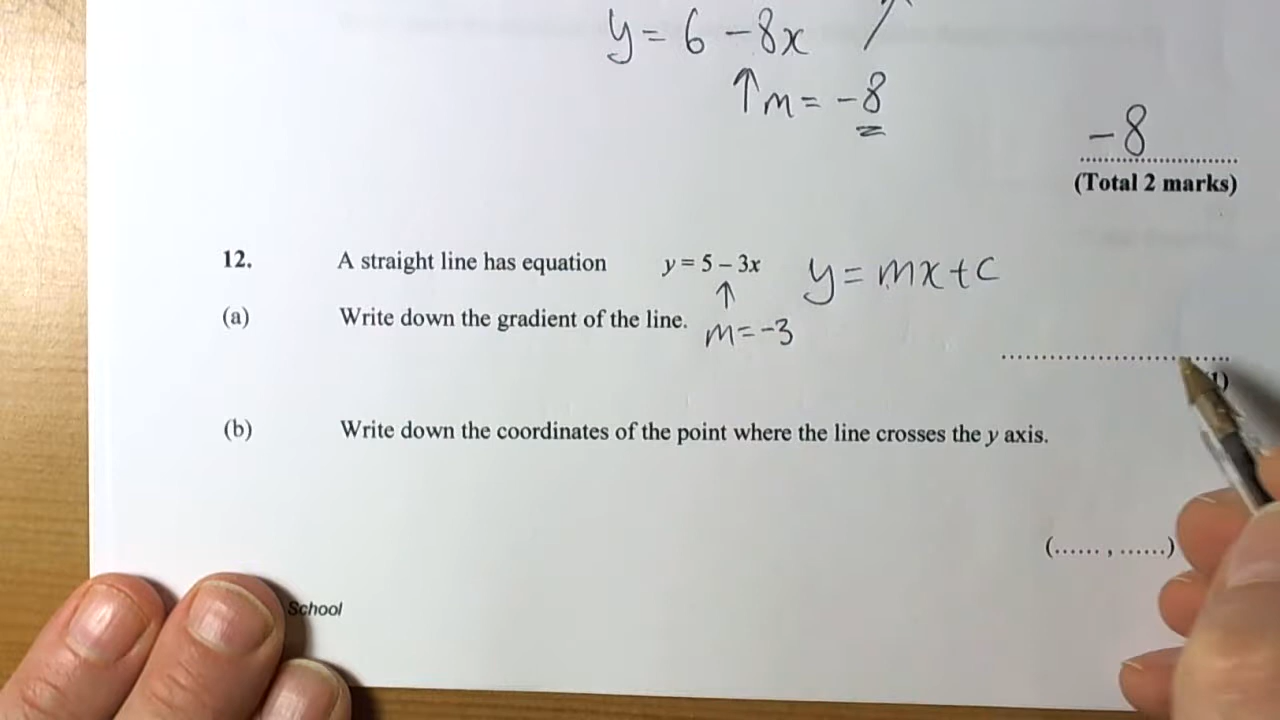 y = 6 - 8x
↑ m = -8
-8
(Total 2 marks)
12. A straight line has equation y = 5 – 3x y = mx + c
↑
(a) Write down the gradient of the line. m = -3
(b) Write down the coordinates of the point where the line crosses the y axis.
(...... , ......)
School